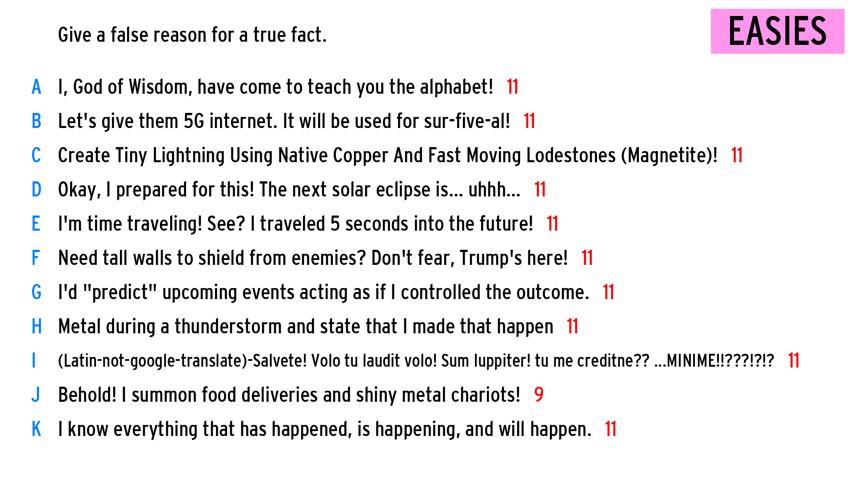 Give a false reason for a true fact.
EASIES
A I, God of Wisdom, have come to teach you the alphabet! 11
B Let's give them 5G internet. It will be used for sur-five-al! 11
C Create Tiny Lightning Using Native Copper And Fast Moving Lodestones (Magnetite)! 11
D Okay, I prepared for this! The next solar eclipse is... uhhh... 11
E I'm time traveling! See? I traveled 5 seconds into the future! 11
F Need tall walls to shield from enemies? Don't fear, Trump's here! 11
G I'd "predict" upcoming events acting as if I controlled the outcome. 11
H Metal during a thunderstorm and state that I made that happen 11
I (Latin-not-google-translate)-Salvete! Volo tu laudit volo! Sum Iuppiter! tu me creditne?? ...MINIME!!???!?!? 11
J Behold! I summon food deliveries and shiny metal chariots! 9
K I know everything that has happened, is happening, and will happen. 11